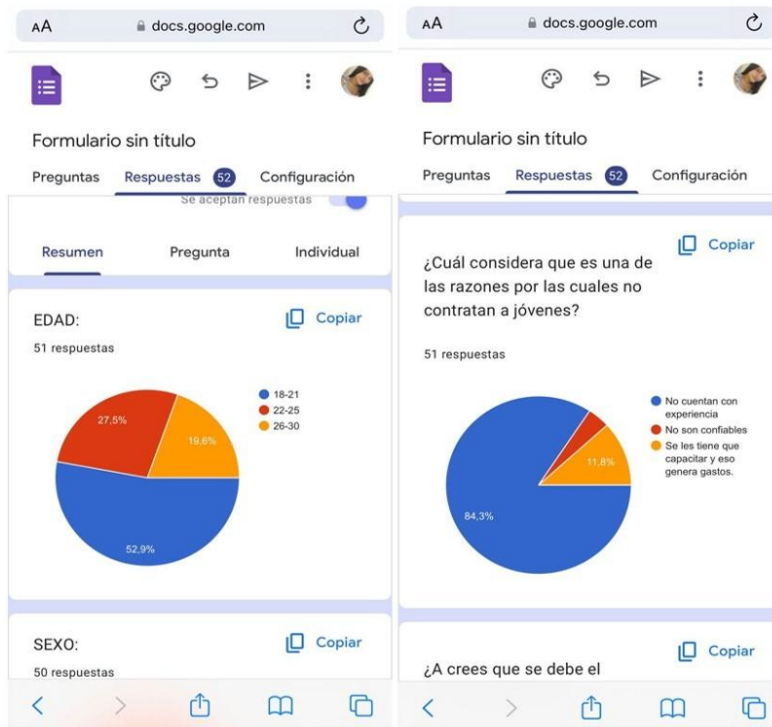 AA docs.google.com
Formulario sin título
Preguntas Respuestas 52 Configuración
Se aceptan respuestas
Resumen Pregunta Individual
EDAD: Copiar
51 respuestas
18-21
22-25
26-30
27,5%
19,6%
52,9%
SEXO: Copiar
50 respuestas
AA docs.google.com
Formulario sin título
Preguntas Respuestas 52 Configuración
Copiar
¿Cuál considera que es una de
las razones por las cuales no
contratan a jóvenes?
51 respuestas
No cuentan con
experiencia
No son confiables
Se les tiene que
capacitar y eso
genera gastos.
11,8%
84,3%
Copiar
¿A crees que se debe el